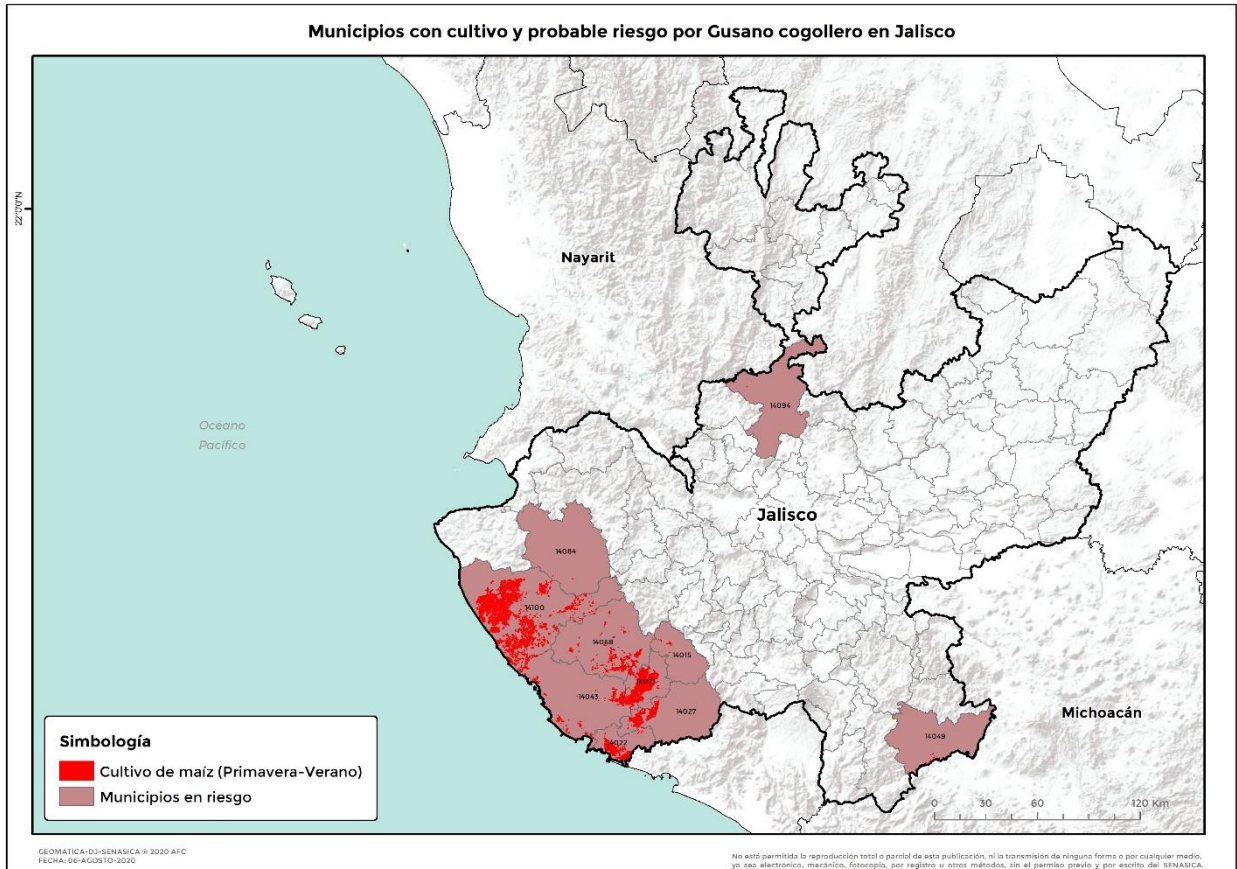 Municipios con cultivo y probable riesgo por Gusano cogollero en Jalisco
22°0'0"N
Nayarit
14094
Océano
Pacífico
Jalisco
14084
14100
14068
14015
14043
14027
14022
Michoacán
14049
Simbología
Cultivo de maíz (Primavera-Verano)
Municipios en riesgo
0 30 60 120 Km
GEOMATICA-DJ-SENASICA © 2020 AFC
FECHA: 06-AGOSTO-2020
No está permitida la reproducción total o parcial de esta publicación, ni la transmisión de ninguna forma o por cualquier medio,
ya sea electrónico, mecánico, fotocopia, por registro u otros métodos, sin el permiso previo y por escrito del SENASICA.